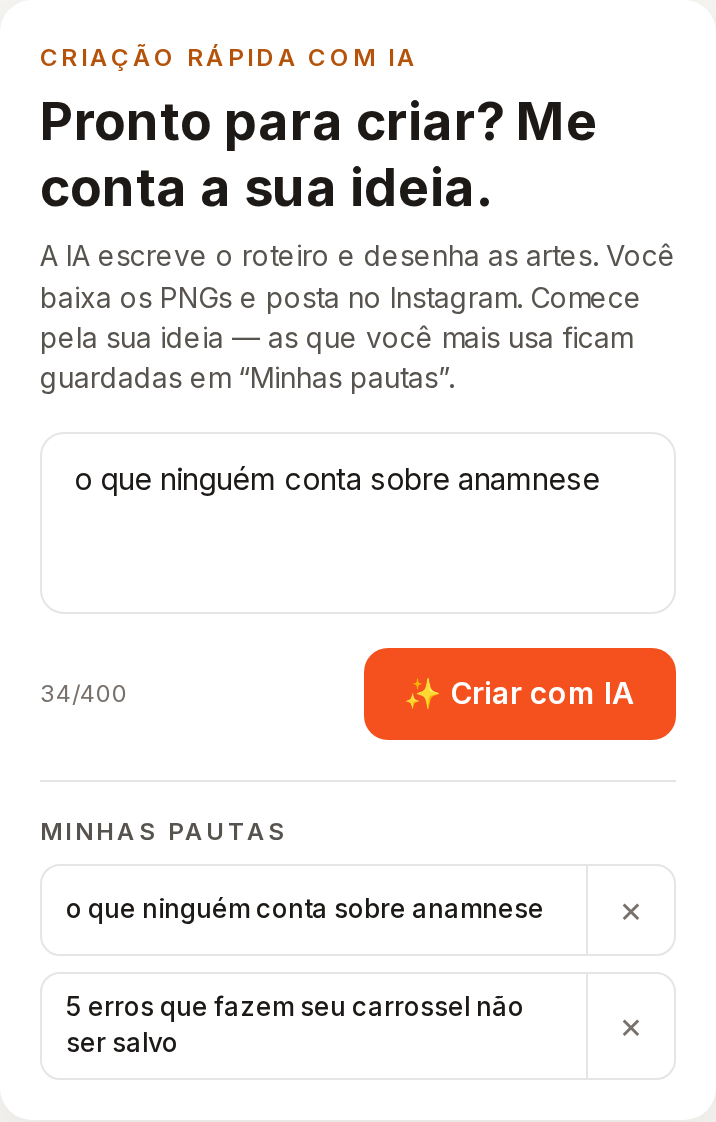 CRIAÇÃO RÁPIDA COM IA
Pronto para criar? Me
conta a sua ideia.
A IA escreve o roteiro e desenha as artes. Você
baixa os PNGs e posta no Instagram. Comece
pela sua ideia — as que você mais usa ficam
guardadas em “Minhas pautas”.
o que ninguém conta sobre anamnese
34/400
✨ Criar com IA
MINHAS PAUTAS
o que ninguém conta sobre anamnese
×
5 erros que fazem seu carrossel não
ser salvo
×